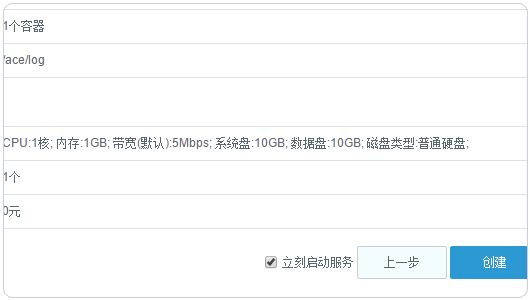 1个容器
/ace/log
CPU:1核; 内存:1GB; 带宽(默认):5Mbps; 系统盘:10GB; 数据盘:10GB; 磁盘类型:普通硬盘;
1个
0元
立刻启动服务 上一步 创建